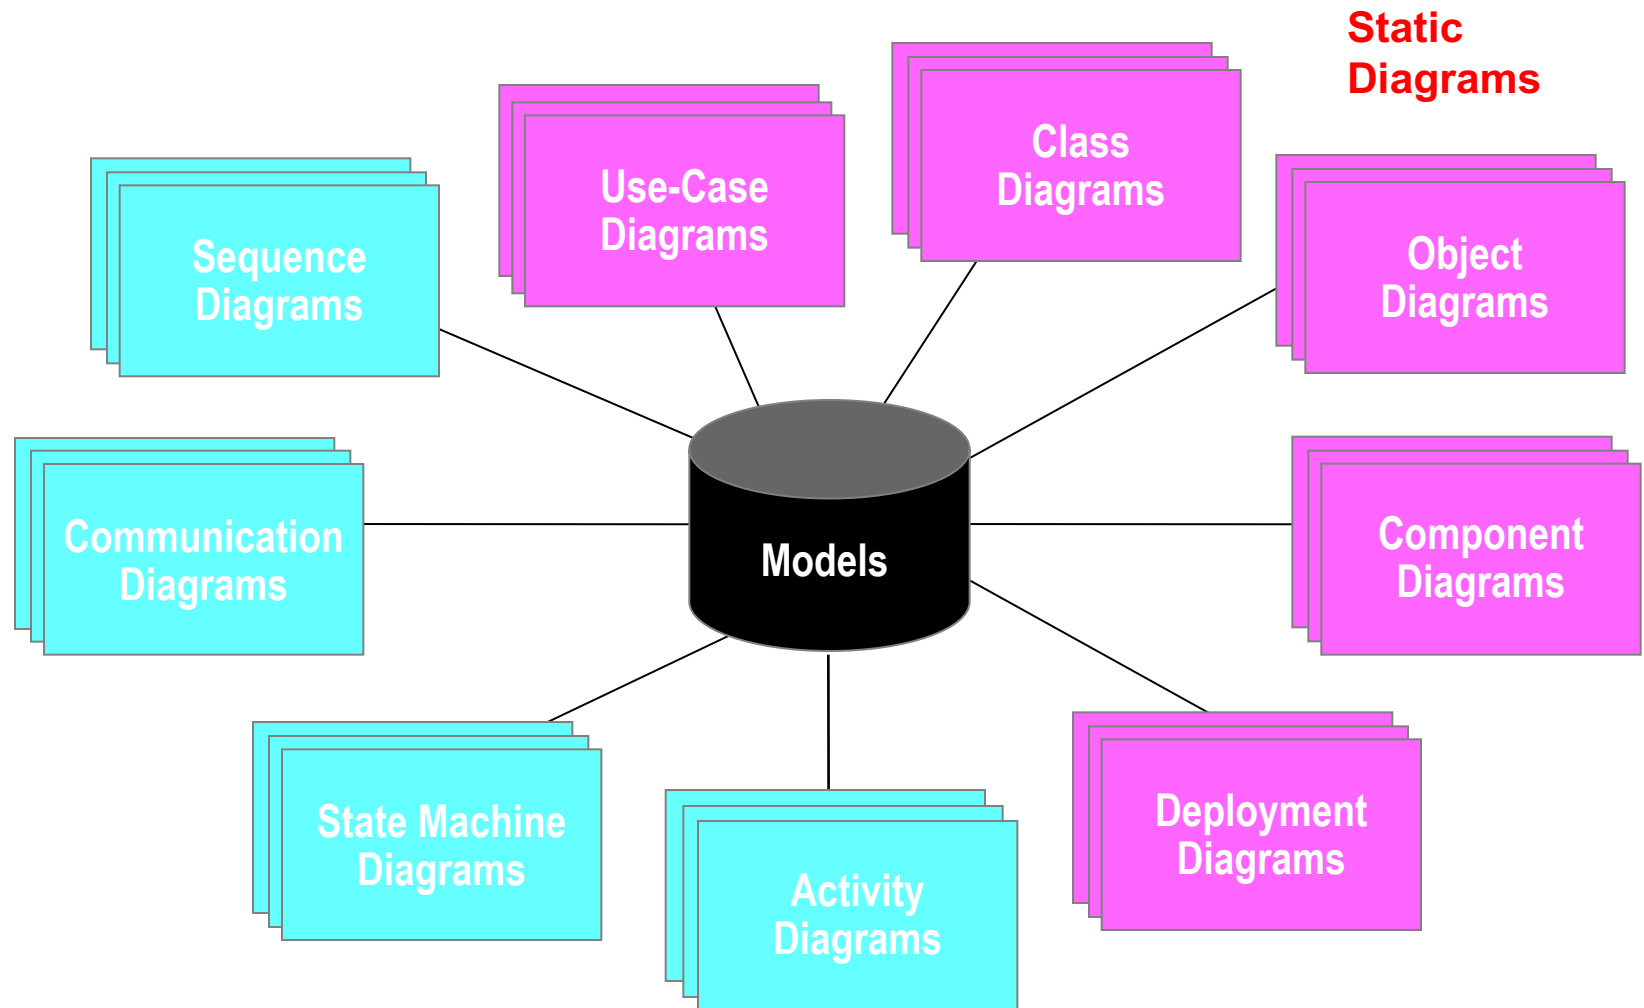 Static
Diagrams
Class
Diagrams
Use-Case
Diagrams
Object
Diagrams
Sequence
Diagrams
Communication
Diagrams
Models
Component
Diagrams
State Machine
Diagrams
Activity
Diagrams
Deployment
Diagrams